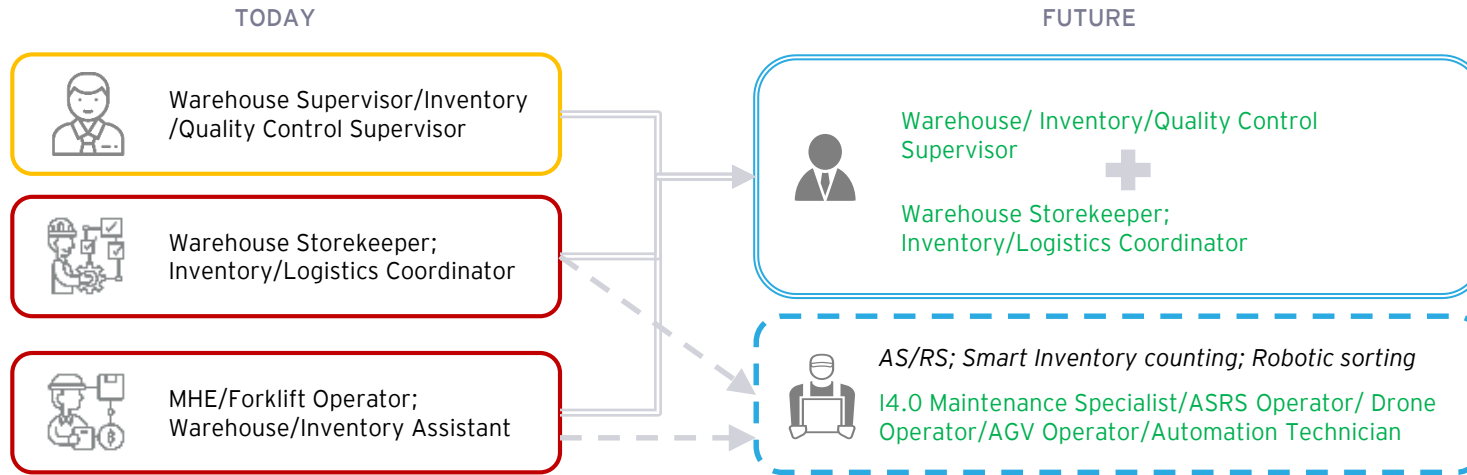 TODAY
FUTURE
Warehouse Supervisor/Inventory
/Quality Control Supervisor
Warehouse Storekeeper;
Inventory/Logistics Coordinator
MHE/Forklift Operator;
Warehouse/Inventory Assistant
Warehouse/ Inventory/Quality Control
Supervisor
Warehouse Storekeeper;
Inventory/Logistics Coordinator
AS/RS; Smart Inventory counting; Robotic sorting
I4.0 Maintenance Specialist/ASRS Operator/ Drone
Operator/AGV Operator/Automation Technician